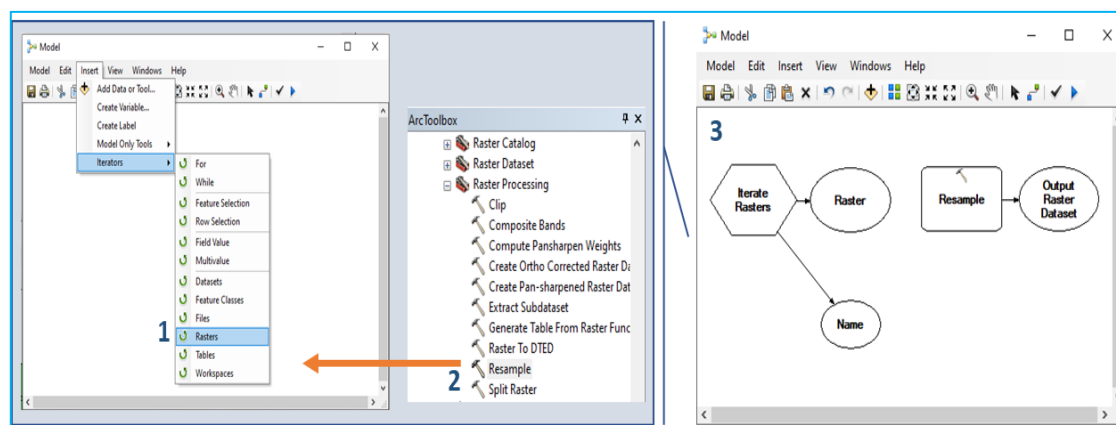 Model
Model Edit Insert View Windows Help
Add Data or Tool...
Create Variable...
Create Label
Model Only Tools
Iterators
For
While
Feature Selection
Row Selection
Field Value
Multivalue
Datasets
Feature Classes
Files
1
Rasters
Tables
Workspaces
ArcToolbox
Raster Catalog
Raster Dataset
Raster Processing
Clip
Composite Bands
Compute Pansharpen Weights
Create Ortho Corrected Raster Da
Create Pan-sharpened Raster Dat
Extract Subdataset
Generate Table From Raster Func
Raster To DTED
2
Resample
Split Raster
Model
Model Edit Insert View Windows Help
3
Iterate
Rasters
Raster
Name
Resample
Output
Raster
Dataset